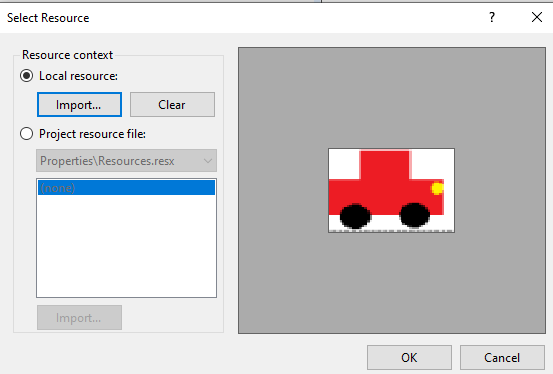 Select Resource
Resource context
Local resource:
Import...
Clear
Project resource file:
Properties\Resources.resx
(none)
Import...
OK
Cancel